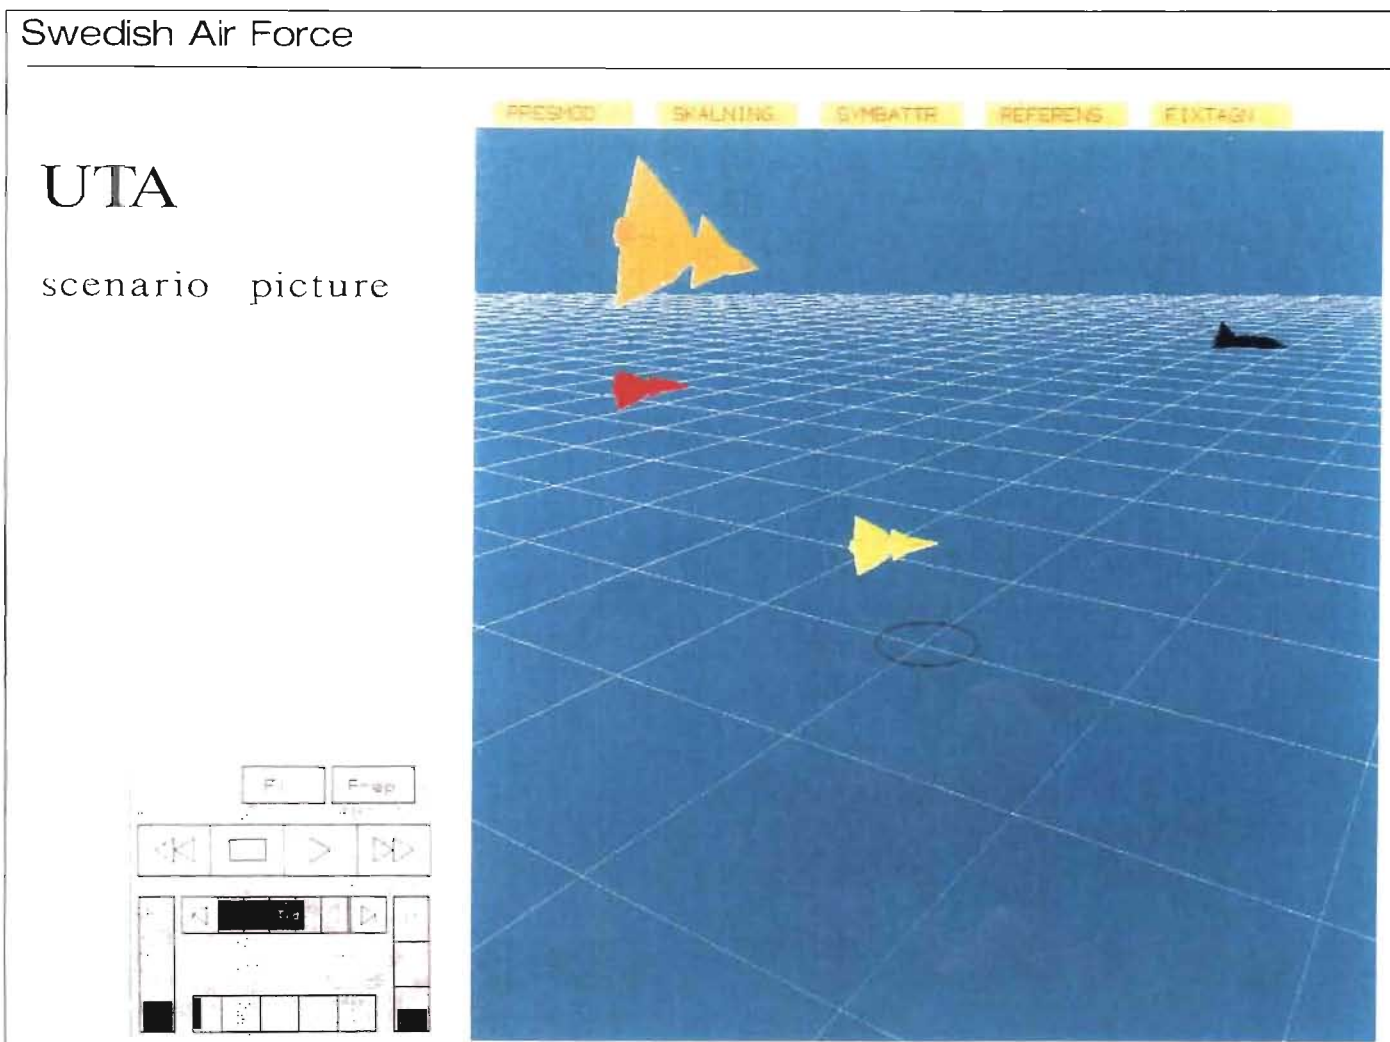 Swedish Air Force
PRESMOD SKALNING SYMBATTR REFERENS FIXTAGN
UTA
scenario picture